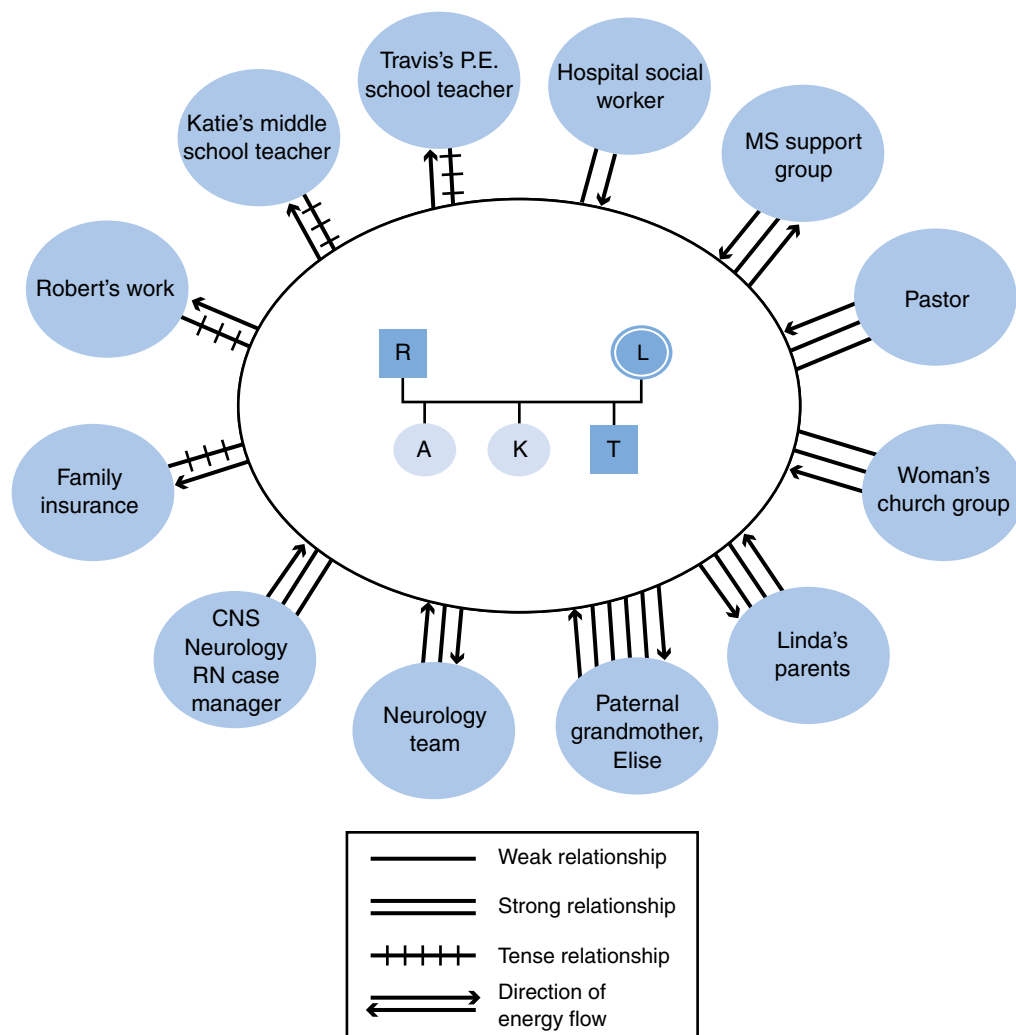 Travis's P.E.
school teacher
Hospital social
worker
Katie's middle
school teacher
MS support
group
Robert's work
Pastor
R
L
A
K
T
Family
insurance
Woman's
church group
CNS
Neurology
RN case
manager
Linda's
parents
Neurology
team
Paternal
grandmother,
Elise
Weak relationship
Strong relationship
Tense relationship
Direction of
energy flow